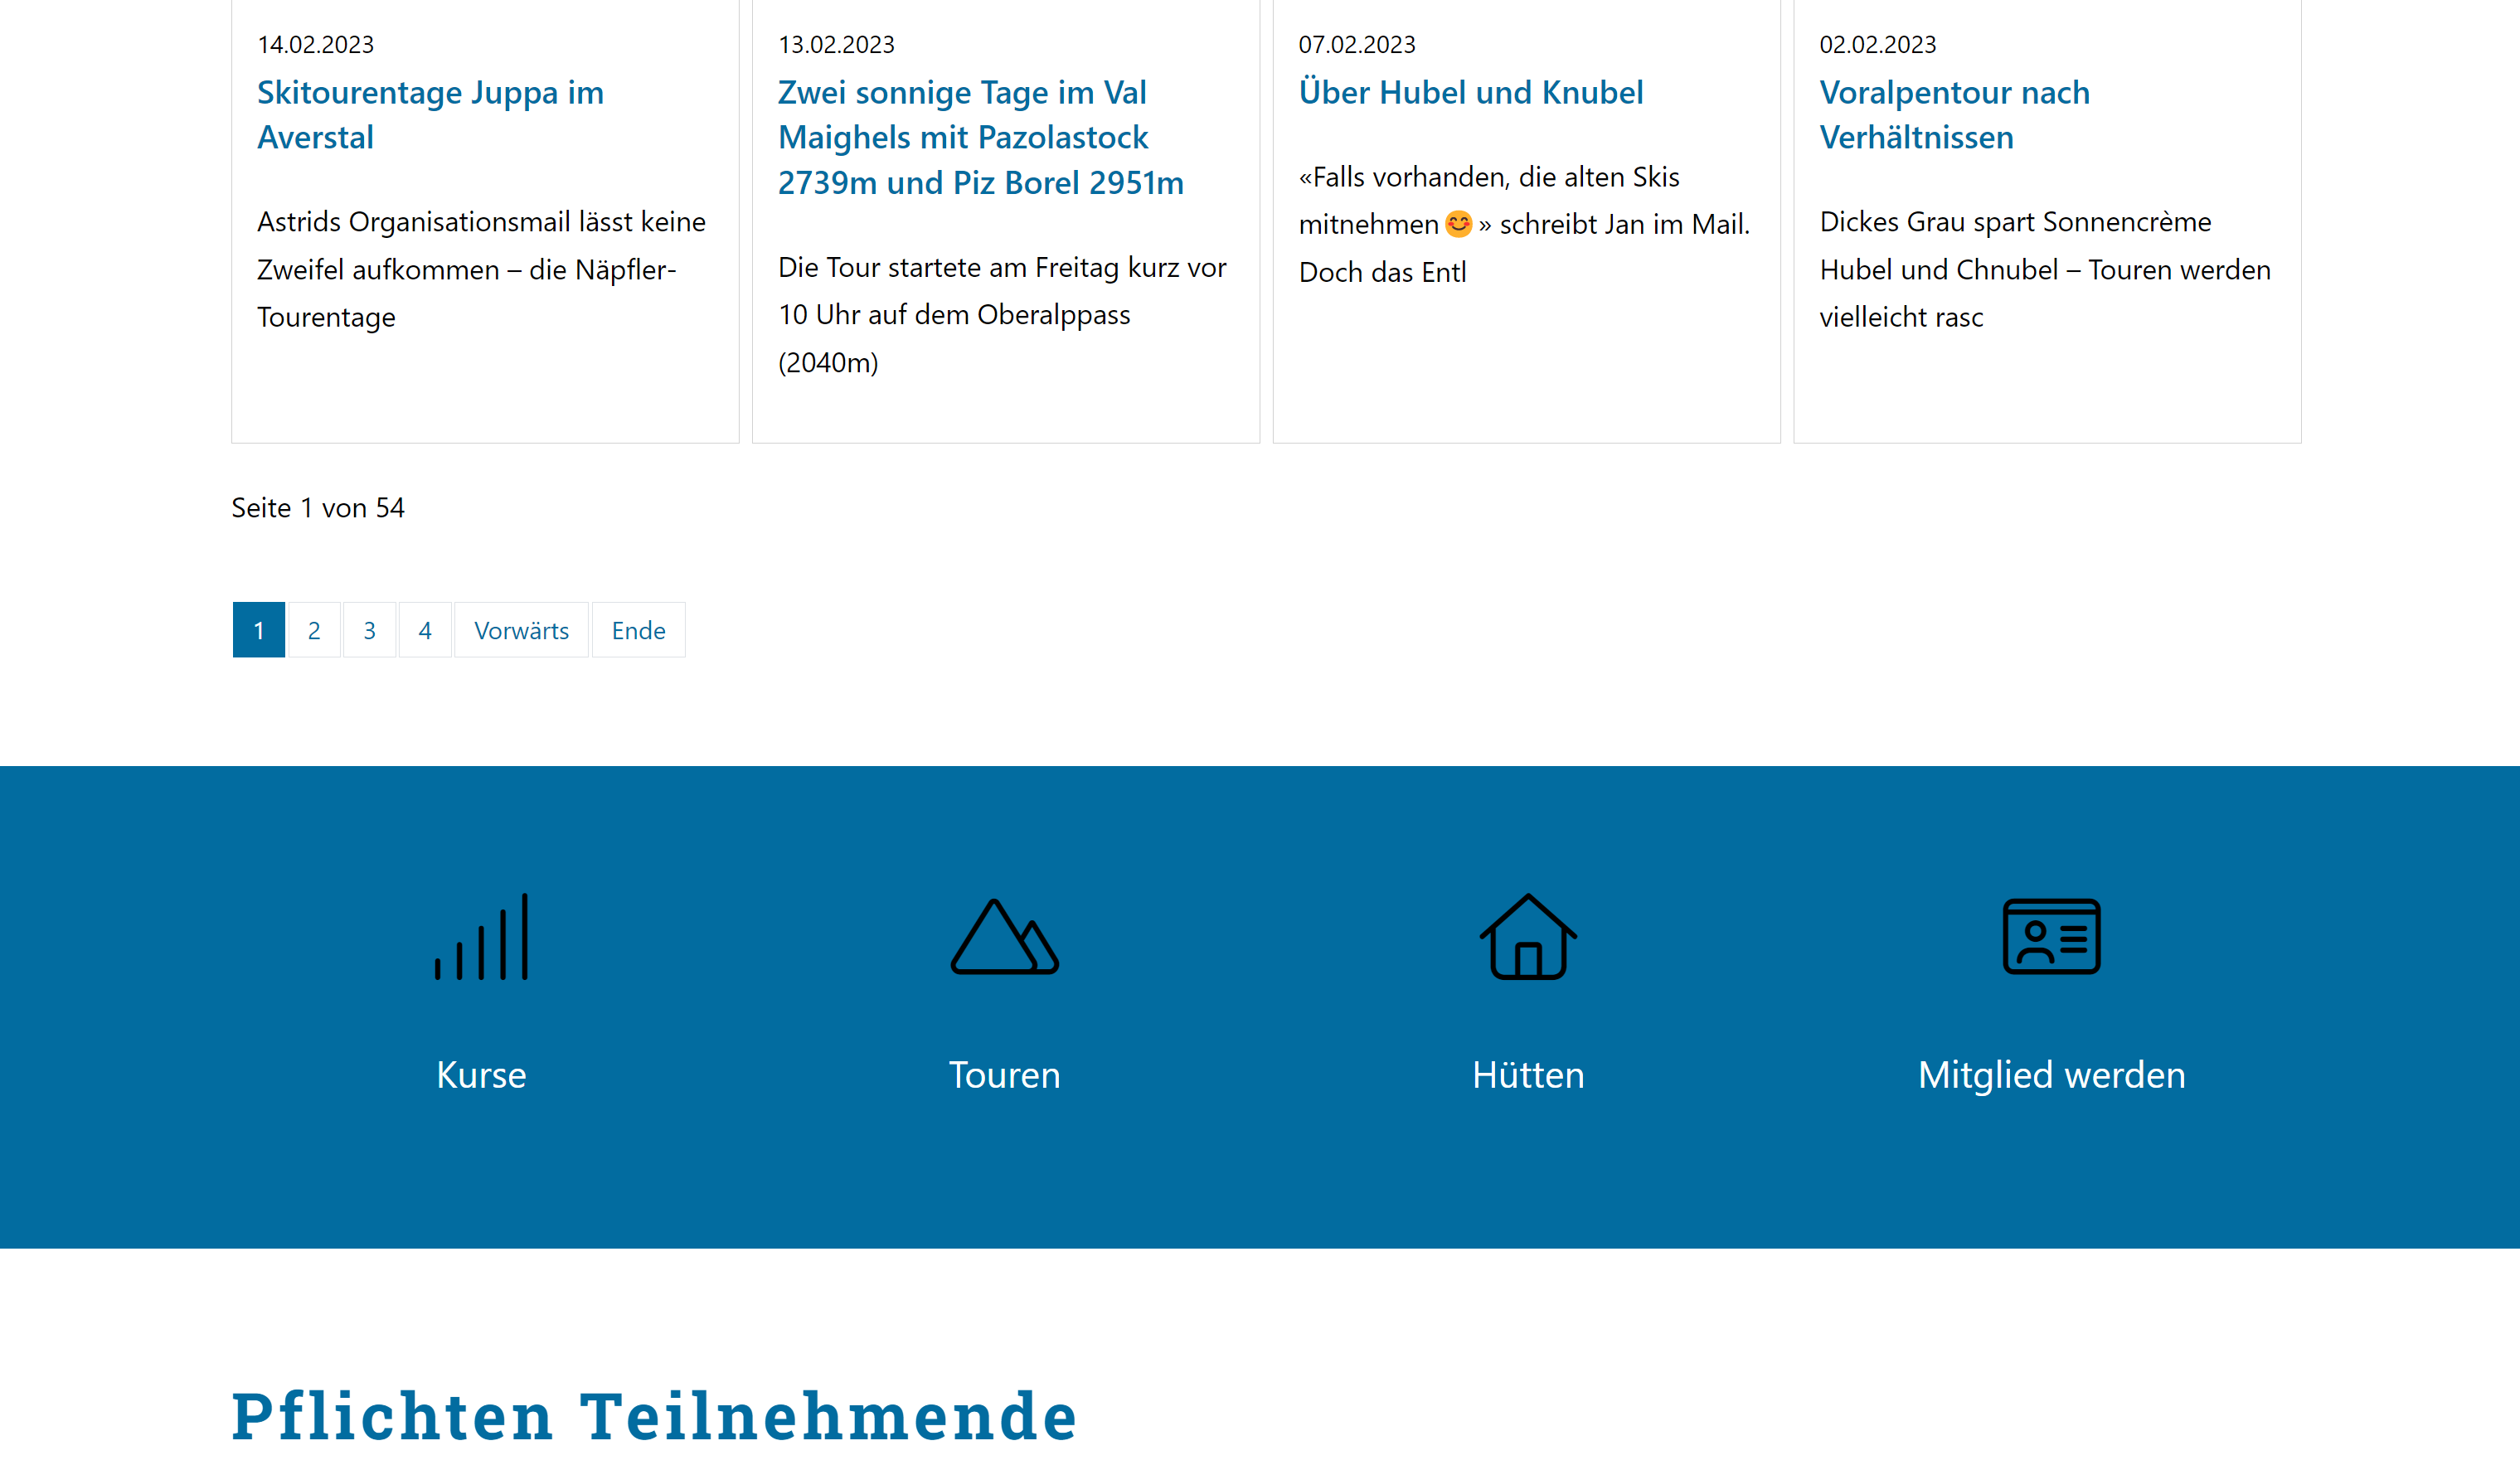 14.02.2023
Skitourentage Juppa im
Averstal
Astrids Organisationsmail lässt keine
Zweifel aufkommen – die Näpfler-
Tourentage
13.02.2023
Zwei sonnige Tage im Val
Maighels mit Pazolastock
2739m und Piz Borel 2951m
Die Tour startete am Freitag kurz vor
10 Uhr auf dem Oberalppass
(2040m)
07.02.2023
Über Hubel und Knubel
«Falls vorhanden, die alten Skis
mitnehmen 😊 » schreibt Jan im Mail.
Doch das Entl
02.02.2023
Voralpentour nach
Verhältnissen
Dickes Grau spart Sonnencrème
Hubel und Chnubel – Touren werden
vielleicht rasc
Seite 1 von 54
1 2 3 4 Vorwärts Ende
Kurse
Touren
Hütten
Mitglied werden
Pflichten Teilnehmende